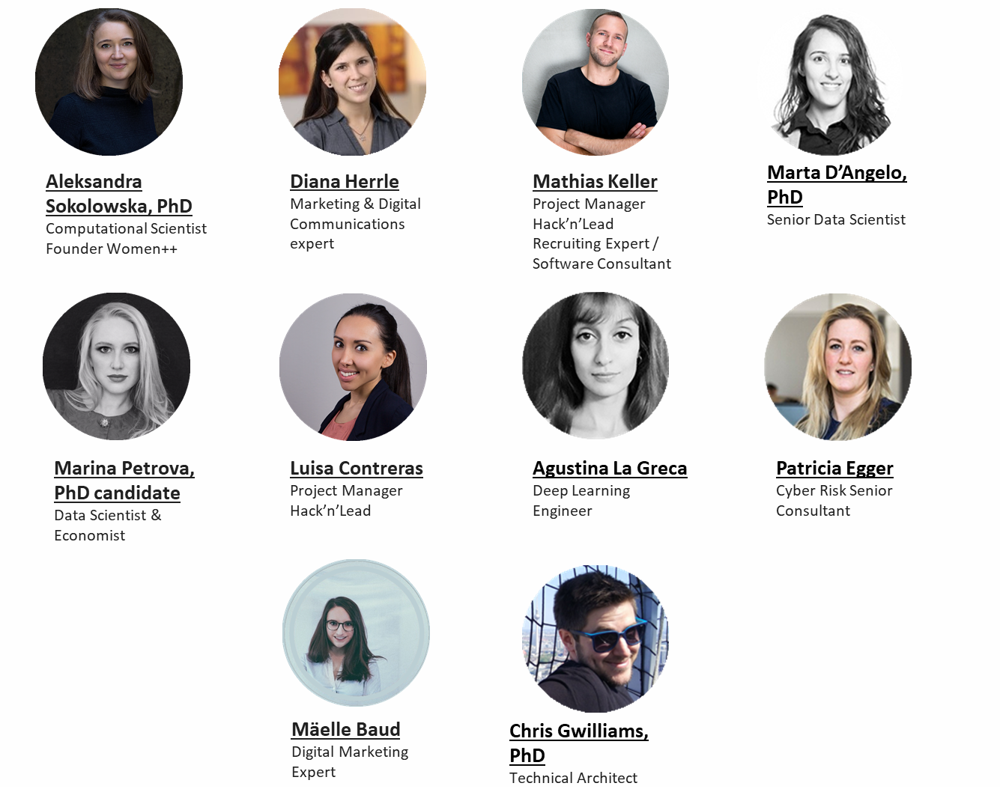 Aleksandra
Sokolowska, PhD
Computational Scientist
Founder Women++
Diana Herrle
Marketing & Digital
Communications
expert
Mathias Keller
Project Manager
Hack’n’Lead
Recruiting Expert /
Software Consultant
Marta D’Angelo,
PhD
Senior Data Scientist
Marina Petrova,
PhD candidate
Data Scientist &
Economist
Luisa Contreras
Project Manager
Hack’n’Lead
Agustina La Greca
Deep Learning
Engineer
Patricia Egger
Cyber Risk Senior
Consultant
Mäelle Baud
Digital Marketing
Expert
Chris Gwilliams,
PhD
Technical Architect